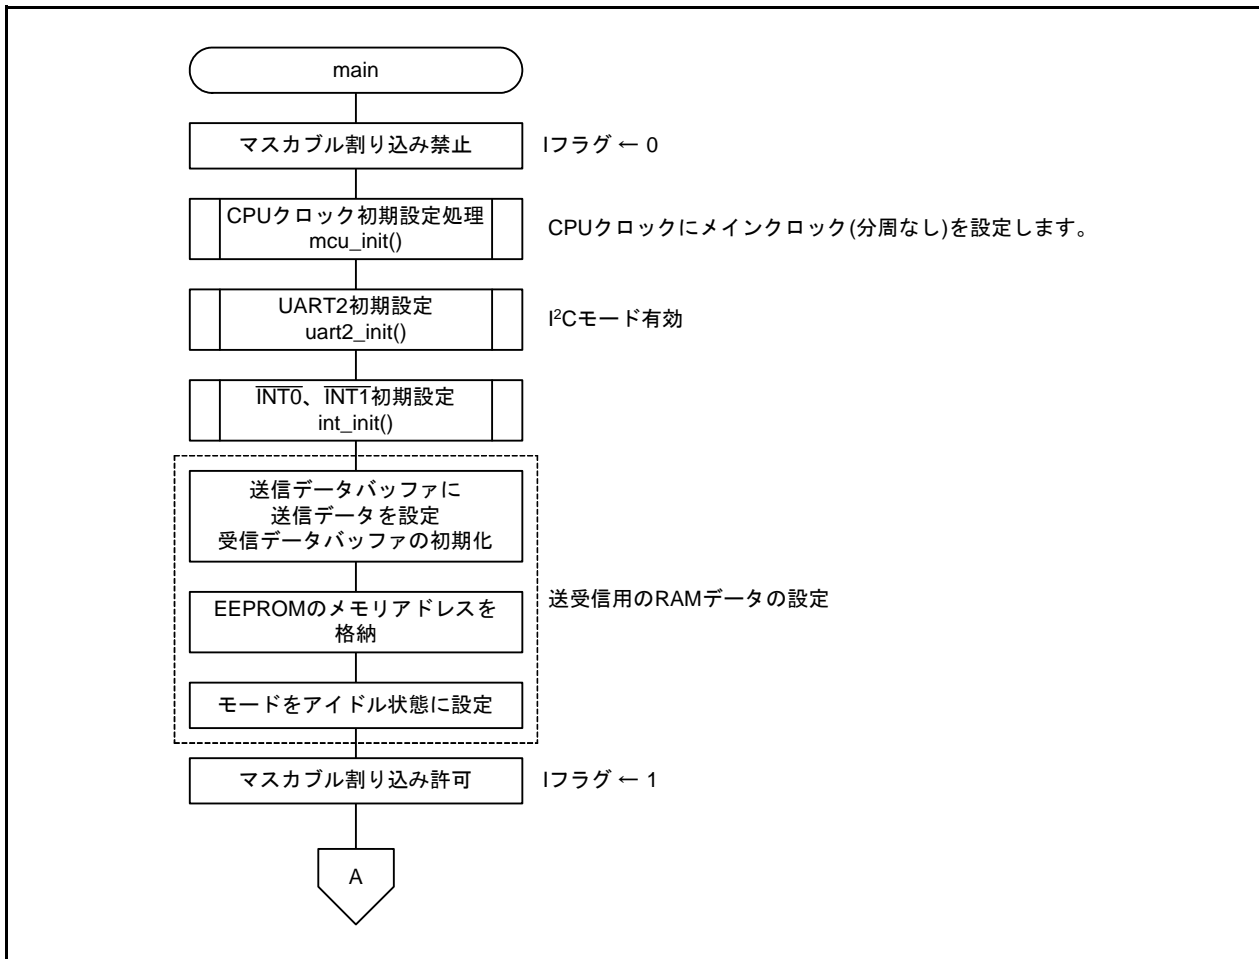 main
マスカブル割り込み禁止
Iフラグ ← 0
CPUクロック初期設定処理
mcu_init()
CPUクロックにメインクロック(分周なし)を設定します。
UART2初期設定
uart2_init()
I²Cモード有効
I̅N̅T̅0̅、I̅N̅T̅1̅初期設定
int_init()
送信データバッファに
送信データを設定
受信データバッファの初期化
EEPROMのメモリアドレスを
格納
送受信用のRAMデータの設定
モードをアイドル状態に設定
マスカブル割り込み許可
Iフラグ ← 1
A